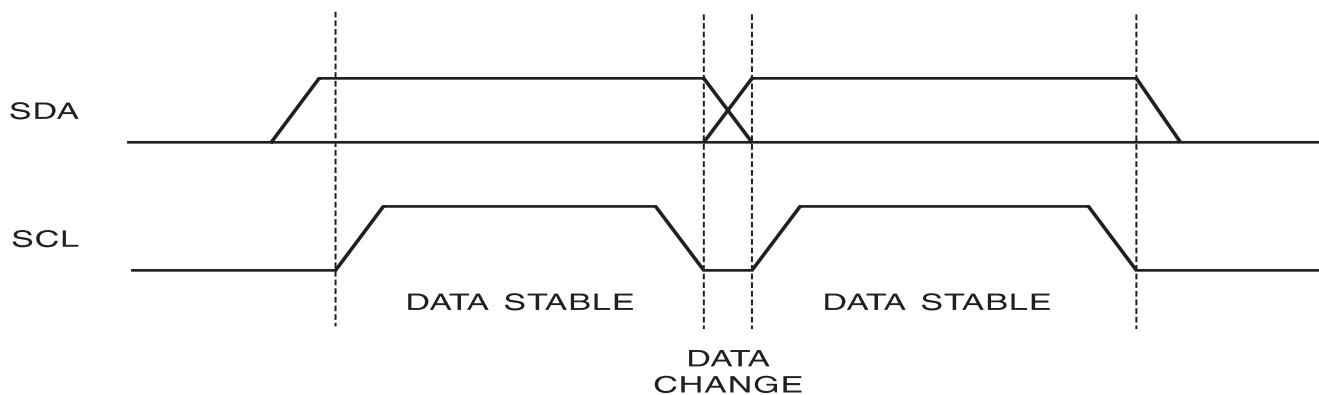 SDA
SCL
DATA STABLE
DATA STABLE
DATA
CHANGE